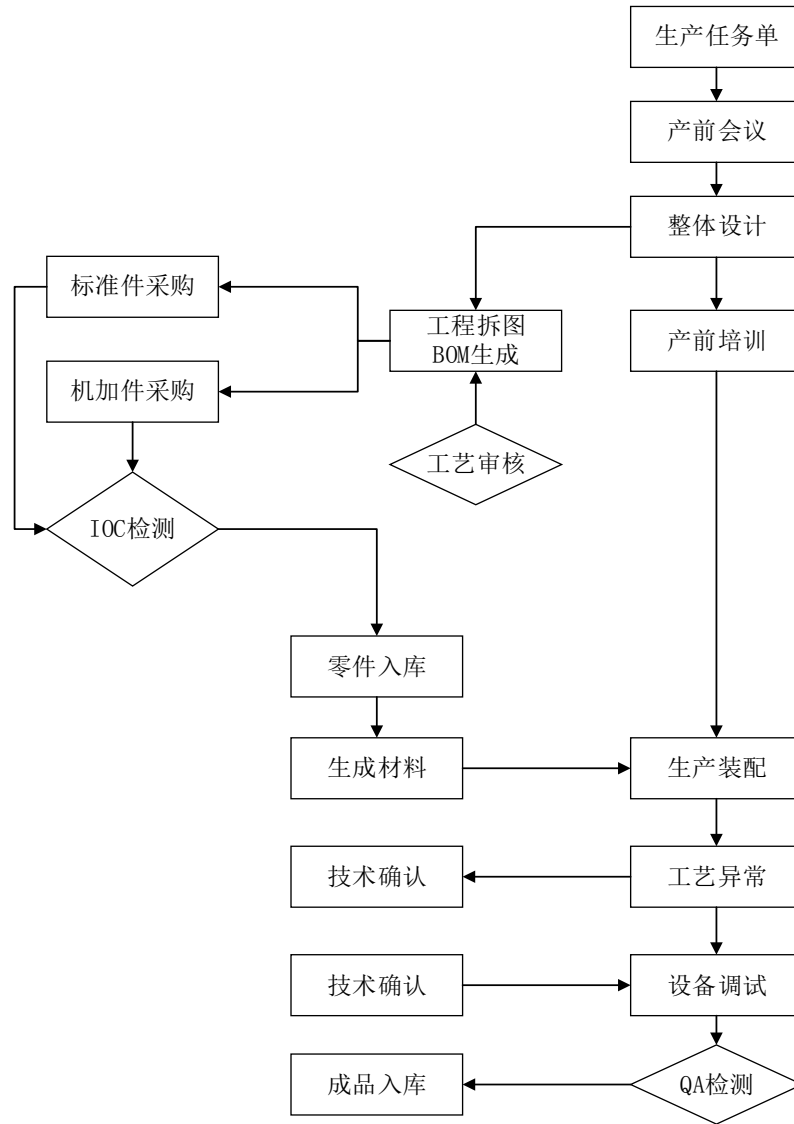 生产任务单
产前会议
整体设计
标准件采购
工程拆图
BOM生成
产前培训
机加件采购
工艺审核
IOC检测
零件入库
生成材料
生产装配
技术确认
工艺异常
技术确认
设备调试
成品入库
QA检测